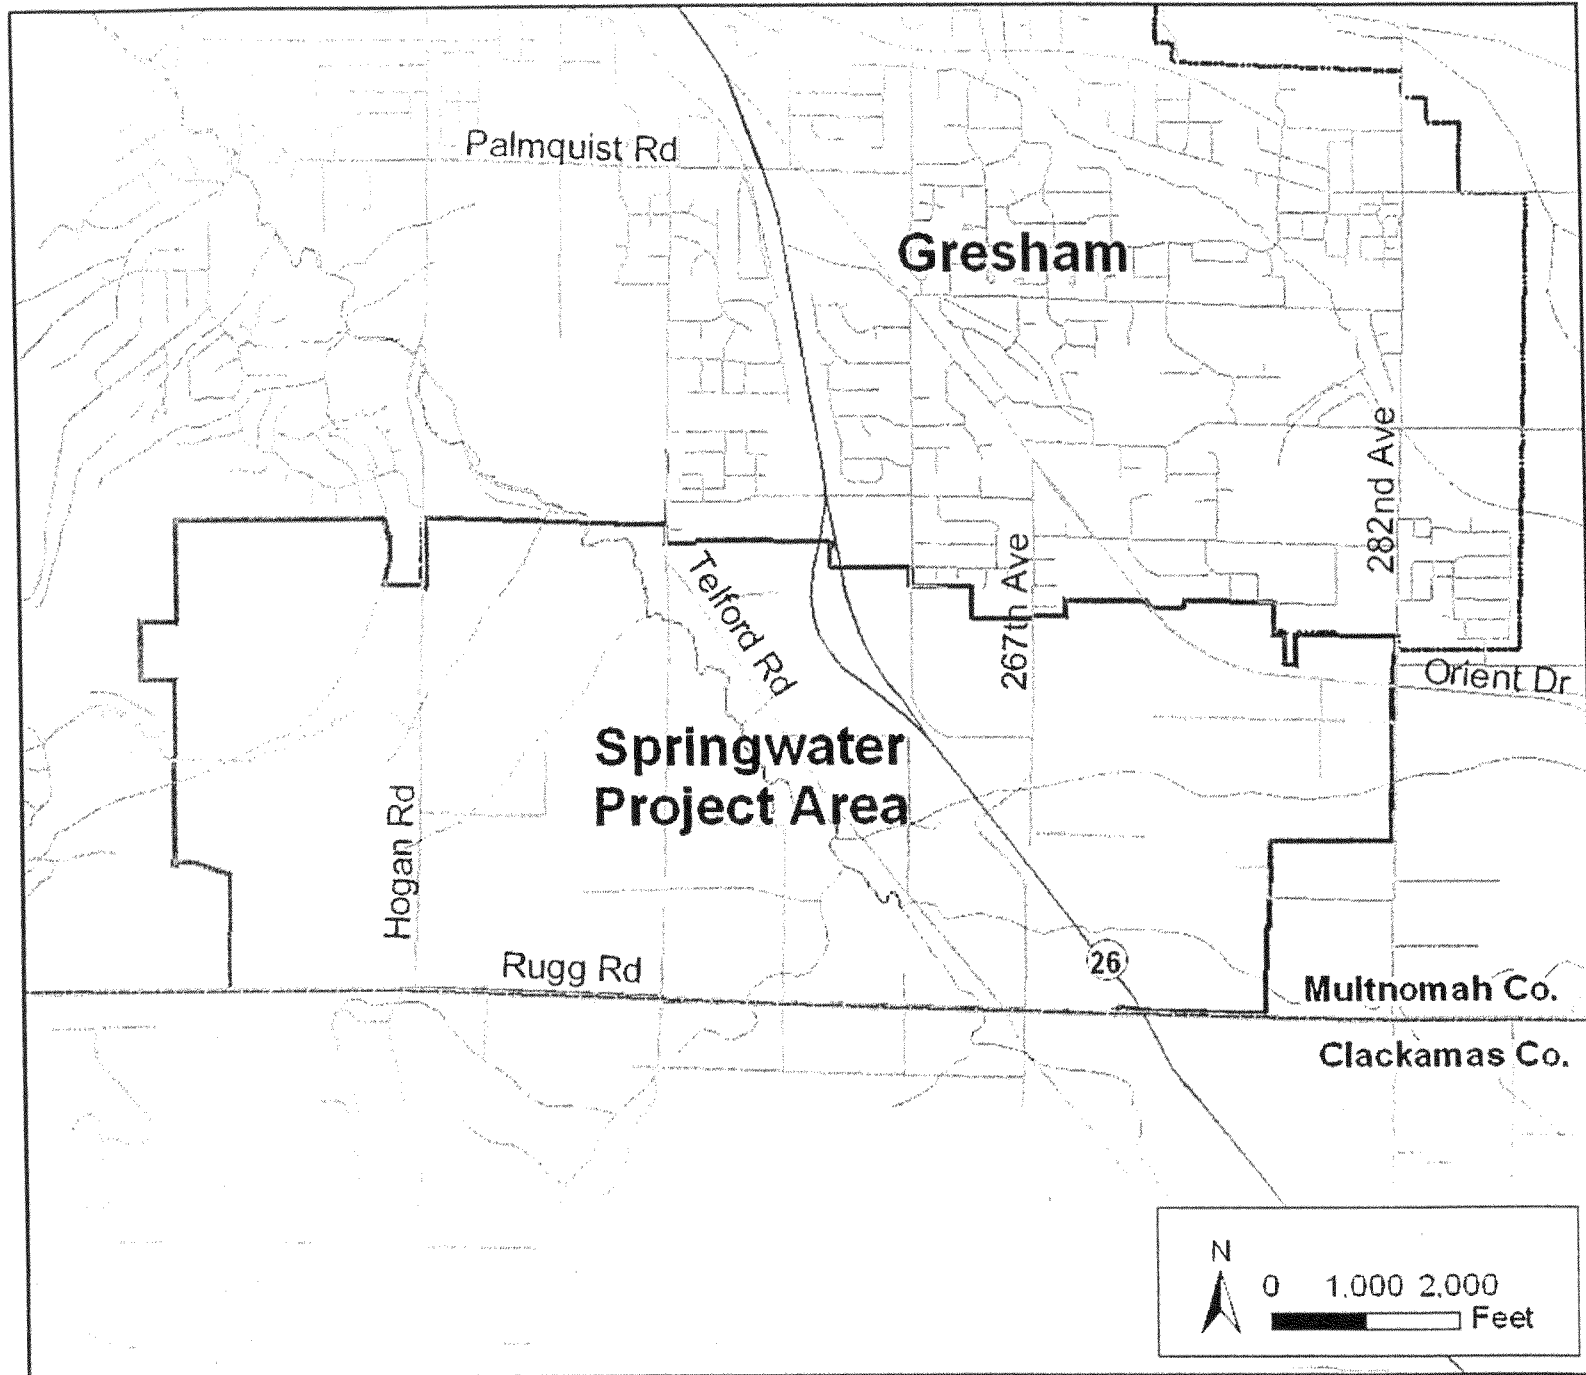 Palmquist Rd
Gresham
282nd Ave
Telford Rd
267th Ave
Orient Dr
Springwater
Project Area
Hogan Rd
Rugg Rd
26
Multnomah Co.
Clackamas Co.
N
0 1,000 2,000
Feet